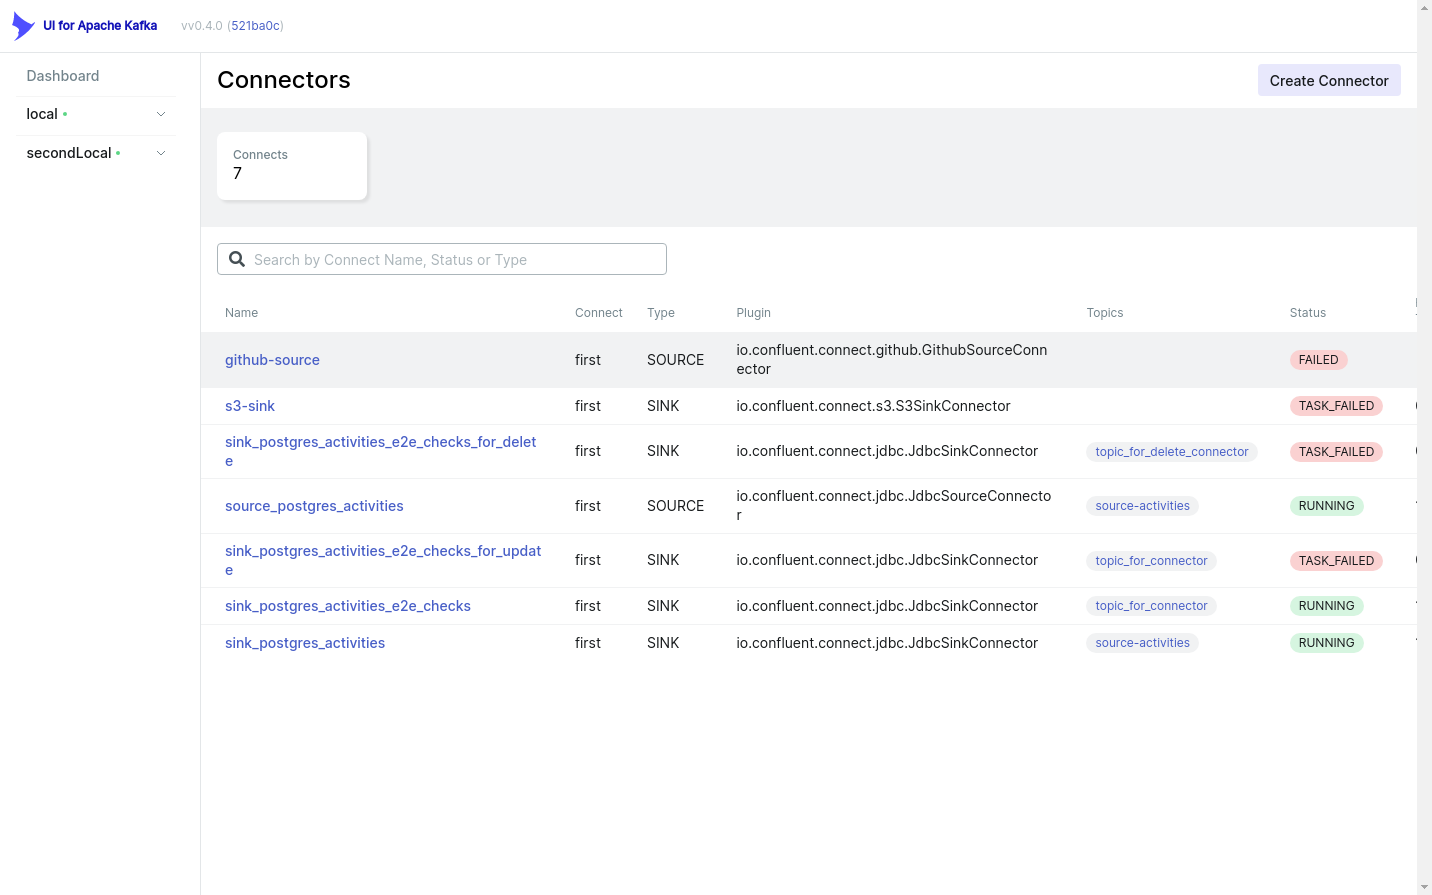 UI for Apache Kafka vv0.4.0 (521ba0c)
Dashboard
local
secondLocal
Connectors
Create Connector
Connects
7
Search by Connect Name, Status or Type
Name Connect Type Plugin Topics Status
github-source first SOURCE io.confluent.connect.github.GithubSourceConn
ector FAILED
s3-sink first SINK io.confluent.connect.s3.S3SinkConnector TASK_FAILED
sink_postgres_activities_e2e_checks_for_delet
e first SINK io.confluent.connect.jdbc.JdbcSinkConnector topic_for_delete_connector TASK_FAILED
source_postgres_activities first SOURCE io.confluent.connect.jdbc.JdbcSourceConnecto
r source-activities RUNNING
sink_postgres_activities_e2e_checks_for_updat
e first SINK io.confluent.connect.jdbc.JdbcSinkConnector topic_for_connector TASK_FAILED
sink_postgres_activities_e2e_checks first SINK io.confluent.connect.jdbc.JdbcSinkConnector topic_for_connector RUNNING
sink_postgres_activities first SINK io.confluent.connect.jdbc.JdbcSinkConnector source-activities RUNNING